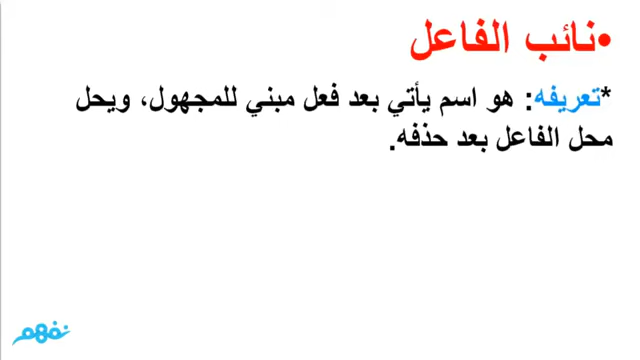 •نائب الفاعل
*تعريفه: هو اسم يأتي بعد فعل مبني للمجهول، ويحل
محل الفاعل بعد حذفه.
نفهم